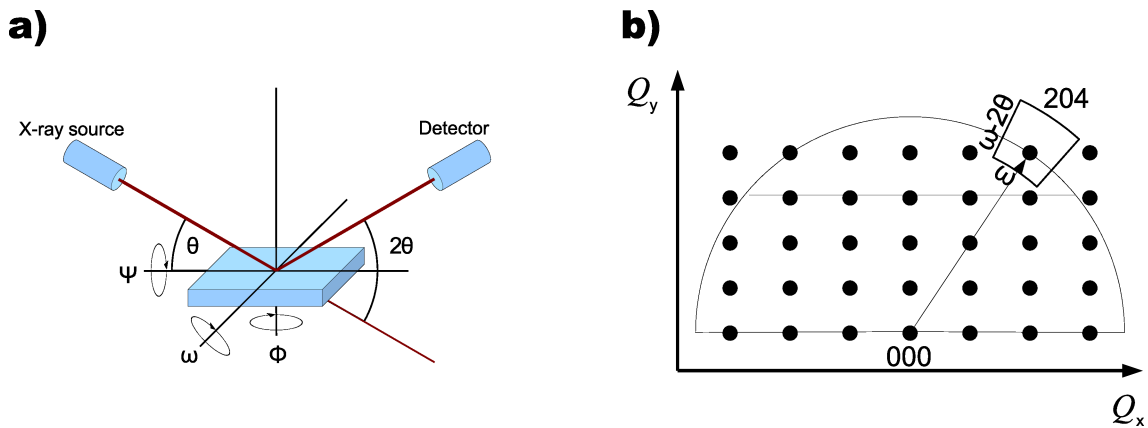 a)
X-ray source
Detector
θ
2θ
Ψ
ω
Φ
b)
Qy
ω-2θ
204
ω
000
Qx